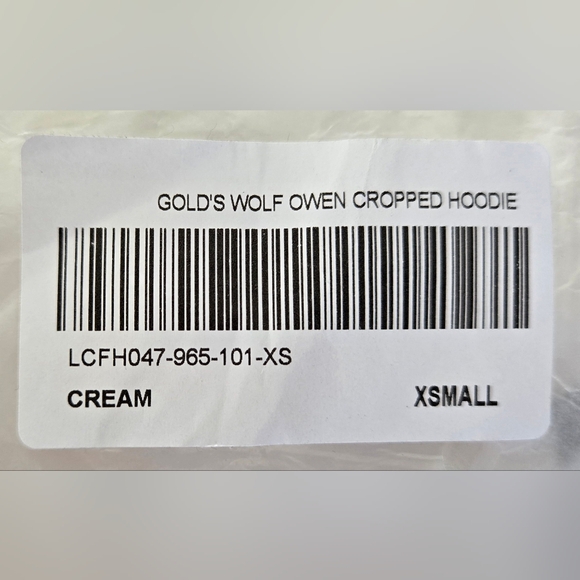 GOLD'S WOLF OWEN CROPPED HOODIE
LCFH047-965-101-XS
CREAM XSMALL